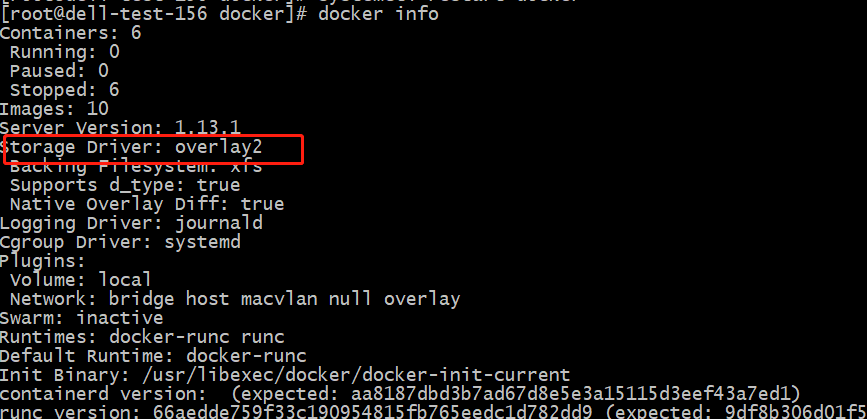 [root@dell-test-156 docker]# docker info
Containers: 6
 Running: 0
 Paused: 0
 Stopped: 6
Images: 10
Server Version: 1.13.1
Storage Driver: overlay2
 Backing Filesystem: xfs
 Supports d_type: true
 Native Overlay Diff: true
Logging Driver: journald
Cgroup Driver: systemd
Plugins:
 Volume: local
 Network: bridge host macvlan null overlay
Swarm: inactive
Runtimes: docker-runc runc
Default Runtime: docker-runc
Init Binary: /usr/libexec/docker/docker-init-current
containerd version:  (expected: aa8187dbd3b7ad67d8e5e3a15115d3eef43a7ed1)
runc version: 66aedde759f33c190954815fb765eedc1d782dd9 (expected: 9df8b306d01f5